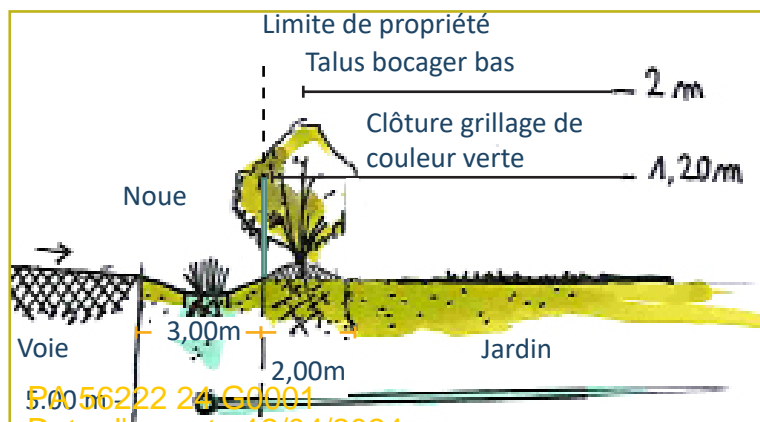 Limite de propriété
Talus bocager bas
2 m
Clôture grillage de
couleur verte
1,20m
Noue
3,00m
Voie
Jardin
2,00m
5.00 m -
PA 56222 24 G0001